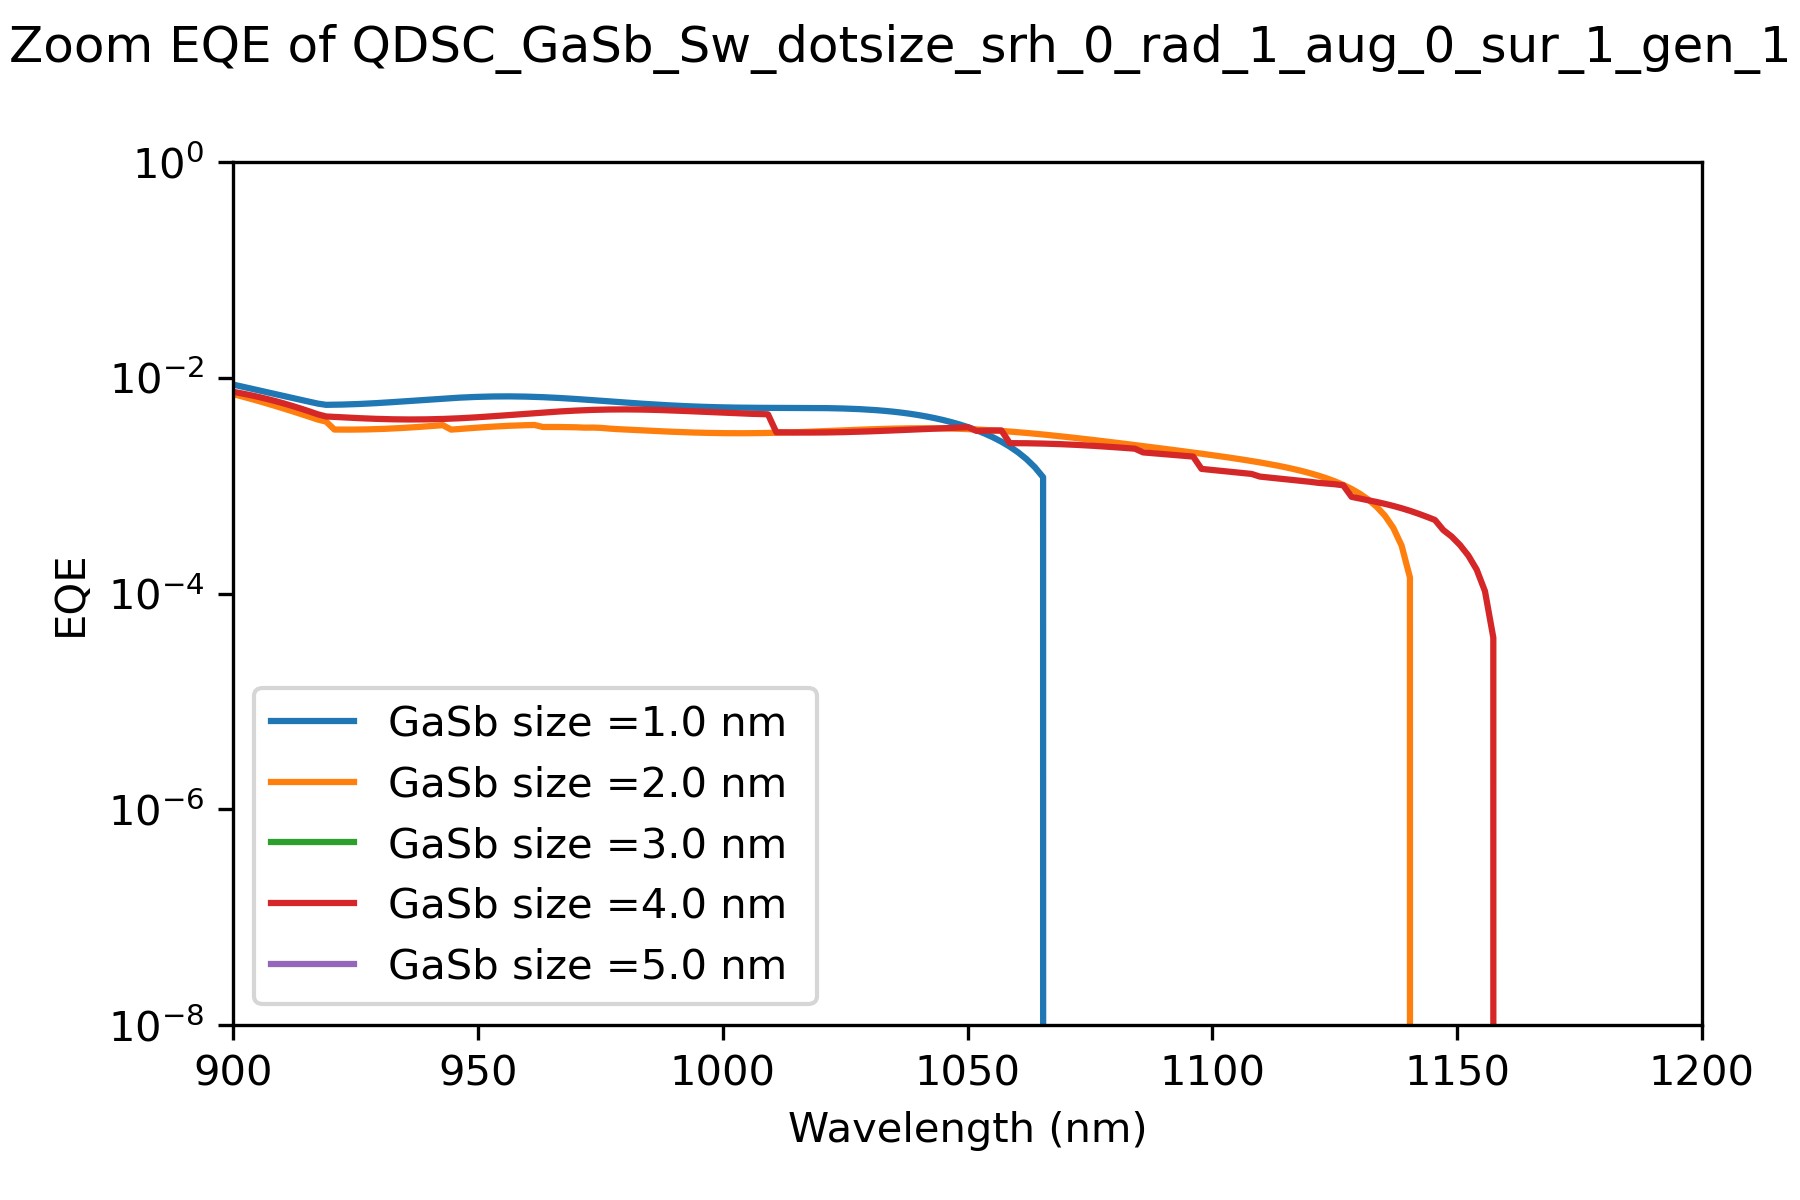 Zoom EQE of QDSC_GaSb_Sw_dotsize_srh_0_rad_1_aug_0_sur_1_gen_1
10⁰
10⁻²
10⁻⁴
10⁻⁶
10⁻⁸
EQE
GaSb size =1.0 nm
GaSb size =2.0 nm
GaSb size =3.0 nm
GaSb size =4.0 nm
GaSb size =5.0 nm
900 950 1000 1050 1100 1150 1200
Wavelength (nm)